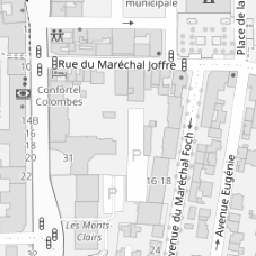 municipale
Place de la
Rue du Maréchal Joffre
10
Confortel
Colombes
14B
16
18
20
31
22
P
P
16-18
Avenue du Maréchal Foch
Avenue Eugénie
Les Monts-
Clairs
24